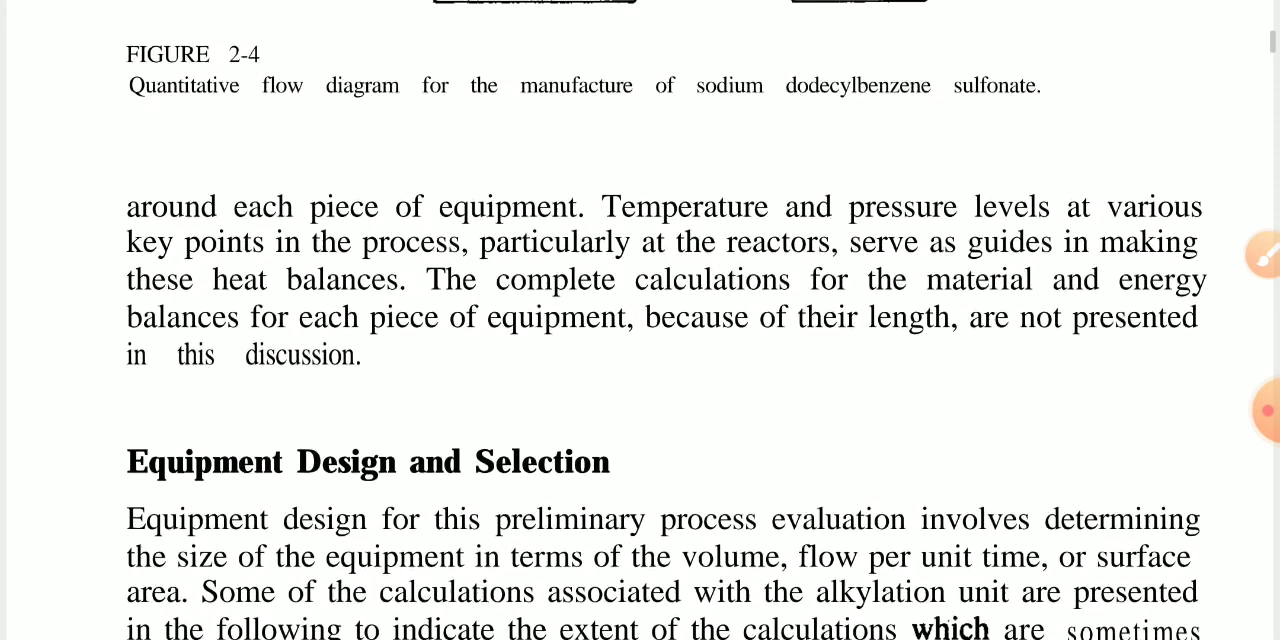 FIGURE 2-4
Quantitative flow diagram for the manufacture of sodium dodecylbenzene sulfonate.
around each piece of equipment. Temperature and pressure levels at various
key points in the process, particularly at the reactors, serve as guides in making
these heat balances. The complete calculations for the material and energy
balances for each piece of equipment, because of their length, are not presented
in this discussion.
Equipment Design and Selection
Equipment design for this preliminary process evaluation involves determining
the size of the equipment in terms of the volume, flow per unit time, or surface
area. Some of the calculations associated with the alkylation unit are presented
in the following to indicate the extent of the calculations which are sometimes